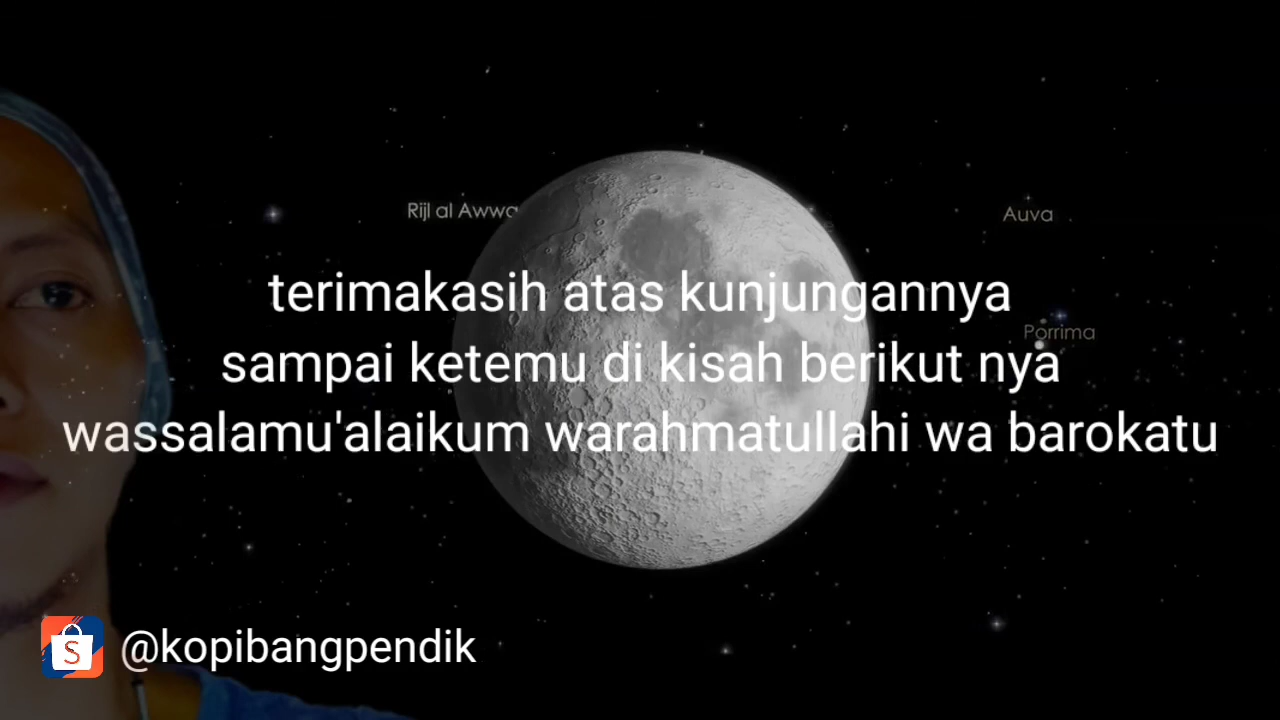 Rijl al Awwa
Auva
Porrima
terimakasih atas kunjungannya
sampai ketemu di kisah berikut nya
wassalamu'alaikum warahmatullahi wa barokatu
S
@kopibangpendik